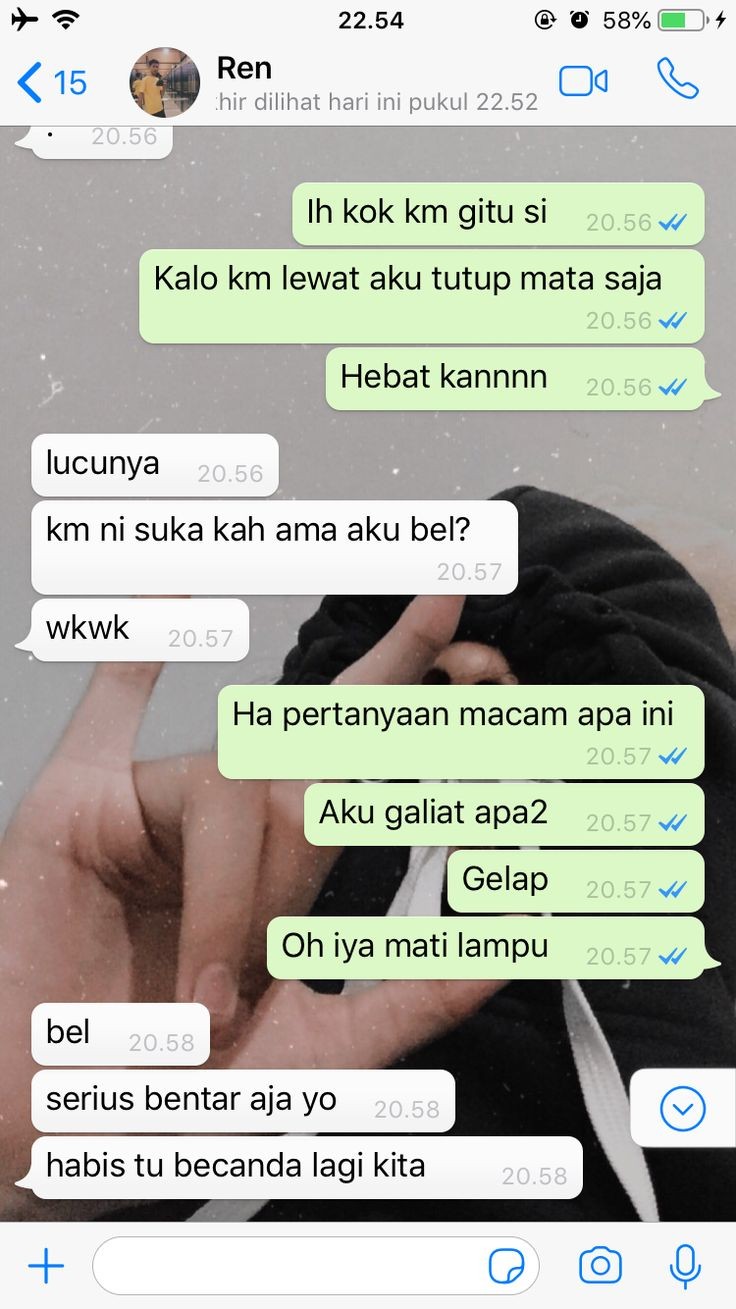 22.54
58%
15
Ren
hir dilihat hari ini pukul 22.52
. 20.56
Ih kok km gitu si 20.56
Kalo km lewat aku tutup mata saja
20.56
Hebat kannnn 20.56
lucunya 20.56
km ni suka kah ama aku bel?
20.57
wkwk 20.57
Ha pertanyaan macam apa ini
20.57
Aku galiat apa2 20.57
Gelap 20.57
Oh iya mati lampu 20.57
bel 20.58
serius bentar aja yo 20.58
habis tu becanda lagi kita 20.58